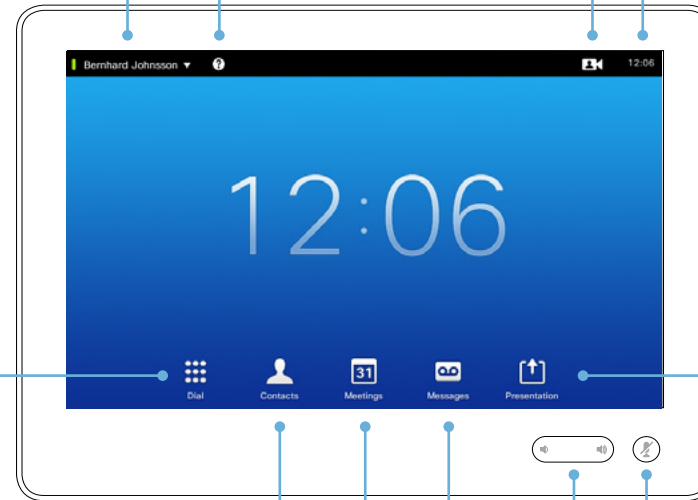 Bernhard Johnsson ▼ ? 12:06
12:06
31
Dial Contacts Meetings Messages Presentation